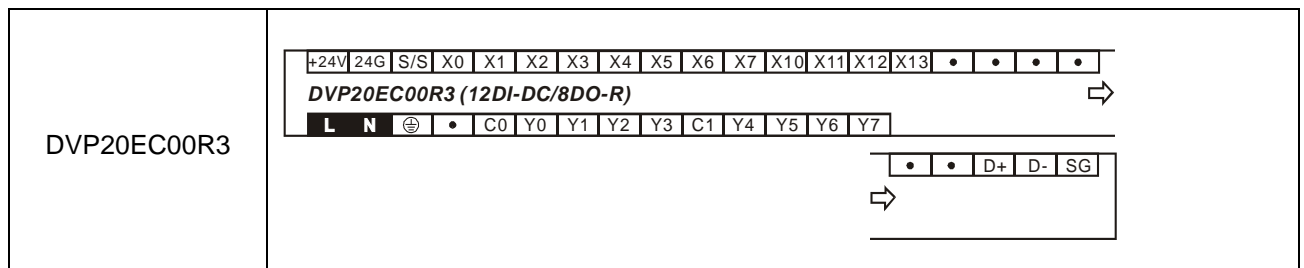 DVP20EC00R3
+24V 24G S/S X0 X1 X2 X3 X4 X5 X6 X7 X10 X11 X12 X13 • • • •
DVP20EC00R3 (12DI-DC/8DO-R)
L N ⏚ • C0 Y0 Y1 Y2 Y3 C1 Y4 Y5 Y6 Y7
• • D+ D- SG